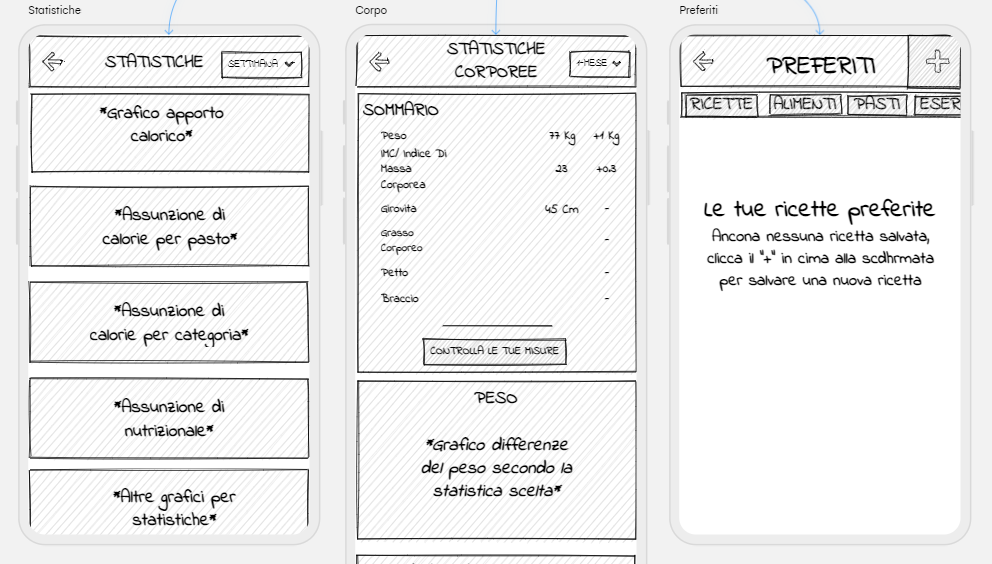 Statistiche
STATISTICHE
SETTIMANA
*Grafico apporto
calorico*
*Assunzione di
calorie per pasto*
*Assunzione di
calorie per categoria*
*Assunzione di
nutrizionale*
*Altre grafici per
statistiche*
Corpo
STATISTICHE
CORPOREE
1 MESE
SOMMARIO
Peso 77 Kg +1 Kg
IMC/ Indice Di
Massa 23 +0.3
Corporea
Girovita 45 Cm -
Grasso
Corporeo -
Petto -
Braccio -
CONTROLLA LE TUE MISURE
PESO
*Grafico differenze
del peso secondo la
statistica scelta*
Preferiti
PREFERITI
RICETTE ALIMENTI PASTI ESER
Le tue ricette preferite
Ancona nessuna ricetta salvata,
clicca il "+" in cima alla scdhrmata
per salvare una nuova ricetta